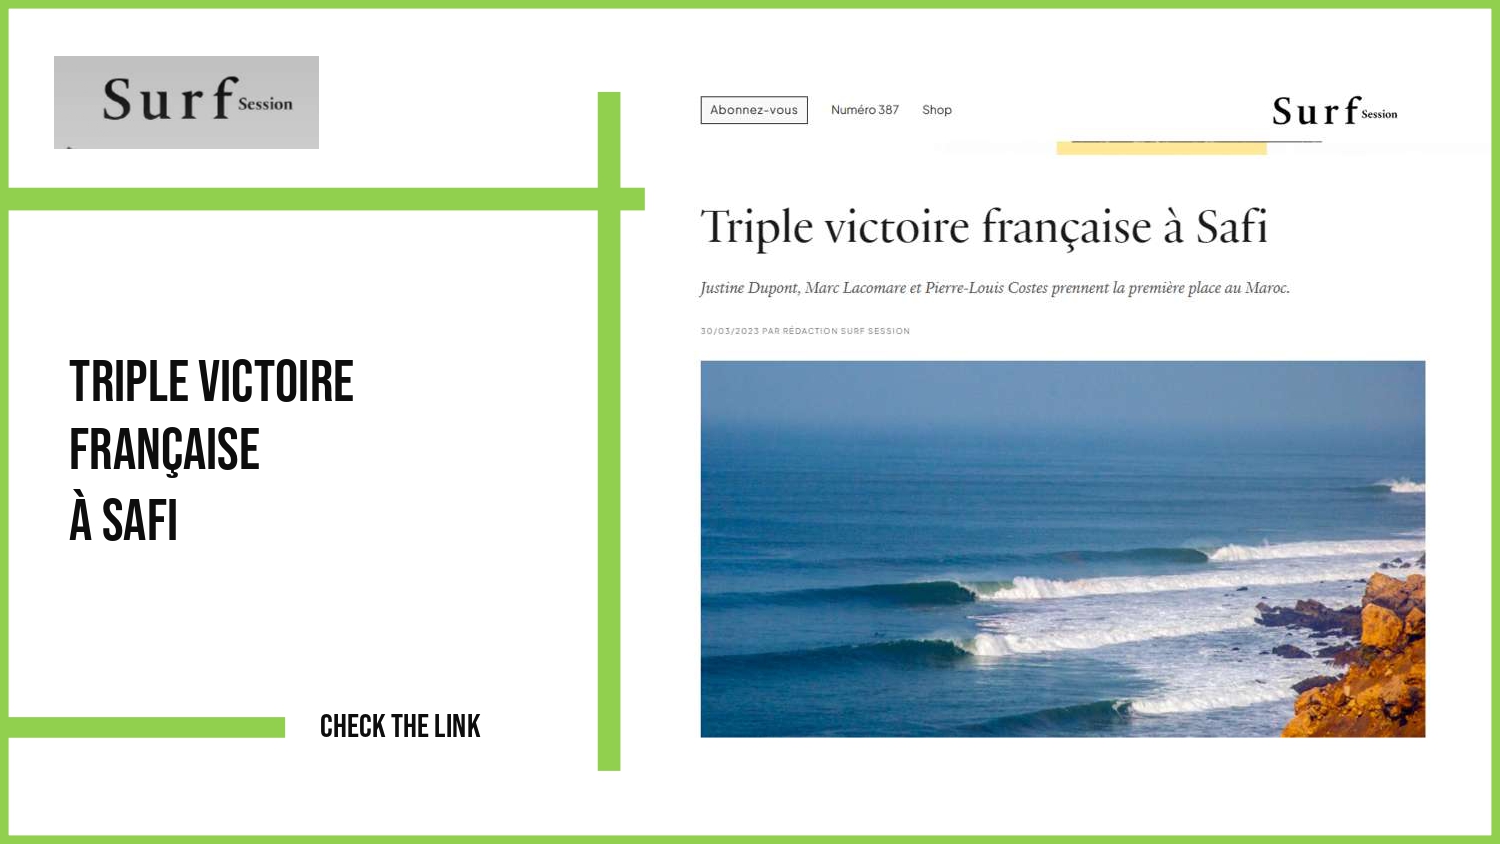 Surf Session
TRIPLE VICTOIRE
FRANÇAISE
À SAFI
CHECK THE LINK
Abonnez-vous Numéro 387 Shop Surf Session
Triple victoire française à Safi
Justine Dupont, Marc Lacomare et Pierre-Louis Costes prennent la première place au Maroc.
30/03/2023 PAR RÉDACTION SURF SESSION